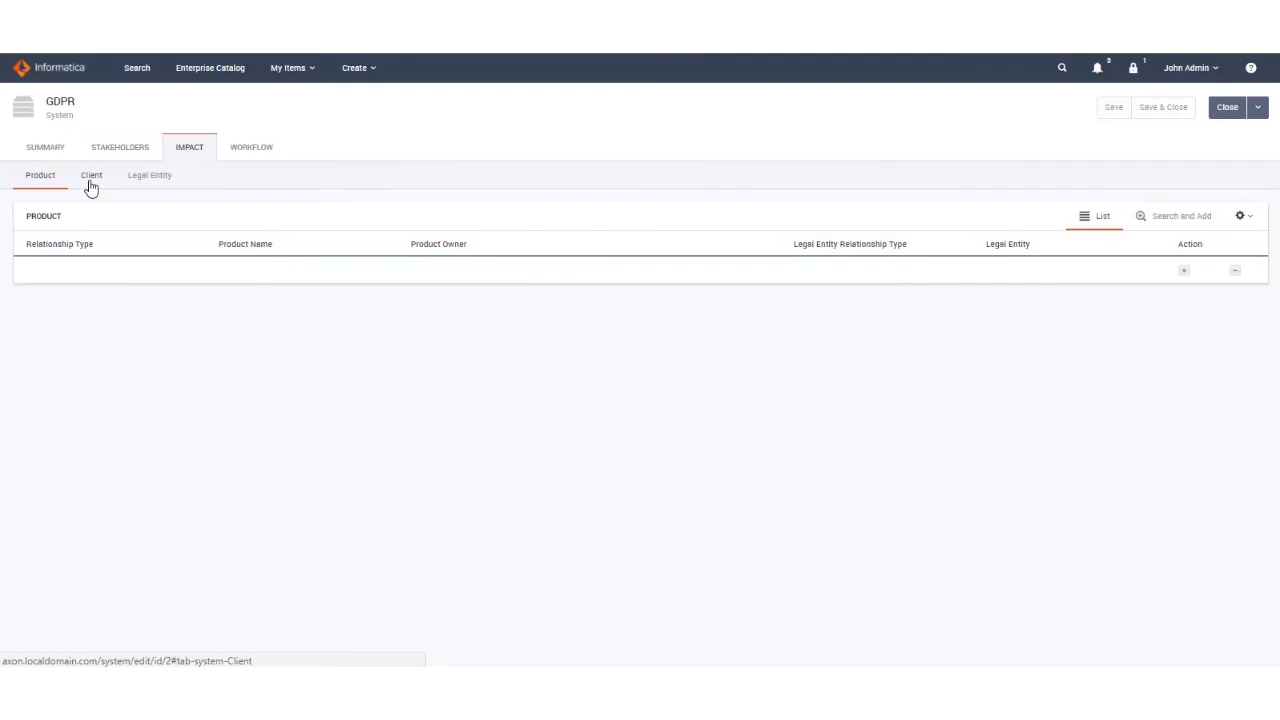 Informatica Search Enterprise Catalog My Items Create 3 1 John Admin ?
GDPR
System
Save Save & Close Close
SUMMARY STAKEHOLDERS IMPACT WORKFLOW
Product Client Legal Entity
PRODUCT List Search and Add
Relationship Type Product Name Product Owner Legal Entity Relationship Type Legal Entity Action
+ −
axon.localdomain.com/system/edit/id/2#tab-system-Client